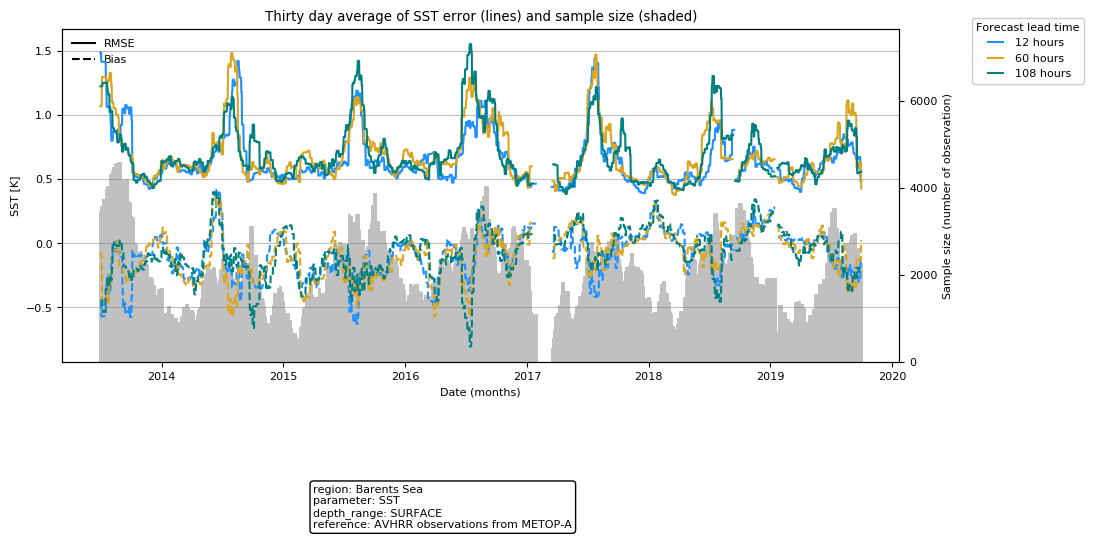 Thirty day average of SST error (lines) and sample size (shaded)
RMSE
Bias
Forecast lead time
12 hours
60 hours
108 hours
SST [K]
1.5
1.0
0.5
0.0
−0.5
Sample size (number of observation)
6000
4000
2000
0
2014
2015
2016
2017
2018
2019
2020
Date (months)
region: Barents Sea
parameter: SST
depth_range: SURFACE
reference: AVHRR observations from METOP-A